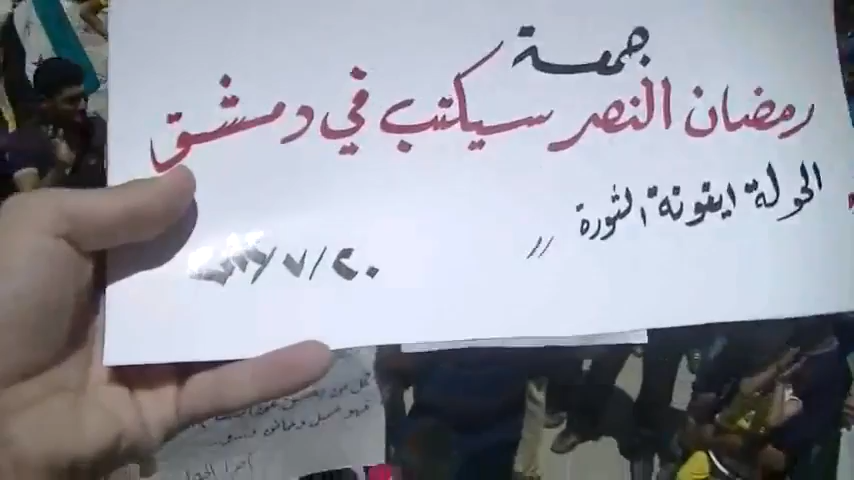 جمعة
رمضان النصر سيكتب في دمشق
الحولة ايقونة الثورة
٢٠/٧/